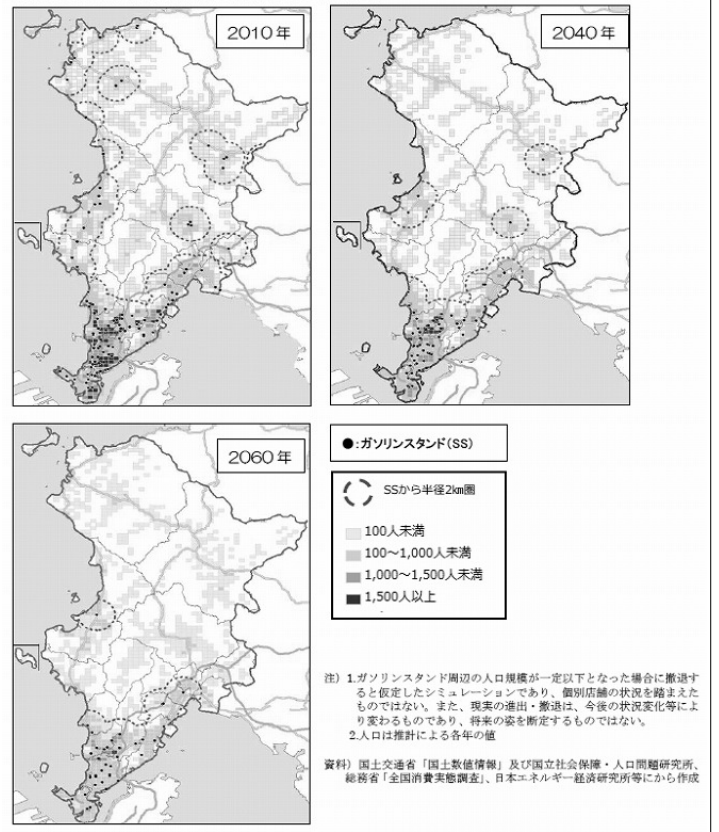 2010 年
2040 年
2060 年
●:ガソリンスタンド(SS)
SSから半径2km圏
100人未満
100～1,000人未満
1,000～1,500人未満
1,500人以上
注）1.ガソリンスタンド周辺の人口規模が一定以下となった場合に撤退す
ると仮定したシミュレーションであり、個別店舗の状況を踏まえた
ものではない。また、現実の進出・撤退は、今後の状況変化等によ
り変わるものであり、将来の姿を断定するものではない。
2.人口は推計による各年の値
資料）国土交通省「国土数値情報」及び国立社会保障・人口問題研究所、
総務省「全国消費実態調査」、日本エネルギー経済研究所等にから作成